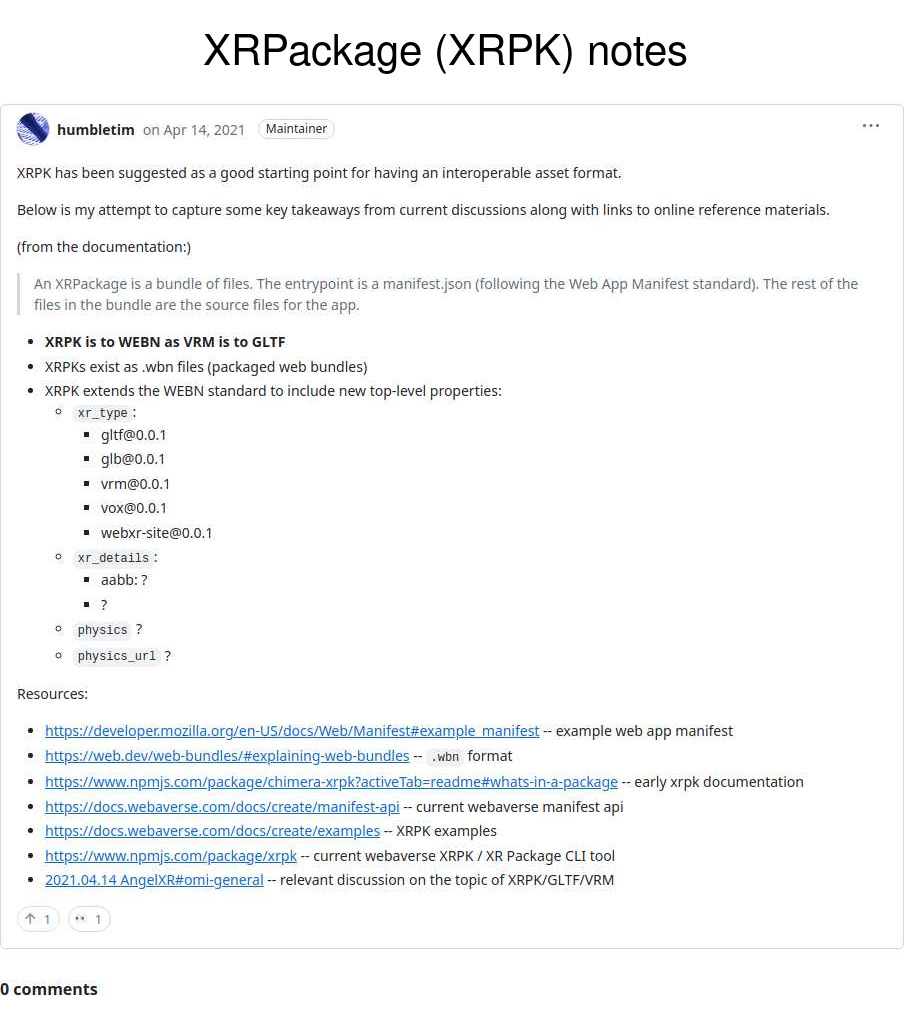 XRPackage (XRPK) notes
humbletim on Apr 14, 2021 Maintainer
XRPK has been suggested as a good starting point for having an interoperable asset format.
Below is my attempt to capture some key takeaways from current discussions along with links to online reference materials.
(from the documentation:)
An XRPackage is a bundle of files. The entrypoint is a manifest.json (following the Web App Manifest standard). The rest of the
files in the bundle are the source files for the app.
XRPK is to WEBN as VRM is to GLTF
XRPKs exist as .wbn files (packaged web bundles)
XRPK extends the WEBN standard to include new top-level properties:
xr_type :
gltf@0.0.1
glb@0.0.1
vrm@0.0.1
vox@0.0.1
webxr-site@0.0.1
xr_details :
aabb: ?
?
physics ?
physics_url ?
Resources:
https://developer.mozilla.org/en-US/docs/Web/Manifest#example_manifest -- example web app manifest
https://web.dev/web-bundles/#explaining-web-bundles -- .wbn format
https://www.npmjs.com/package/chimera-xrpk?activeTab=readme#whats-in-a-package -- early xrpk documentation
https://docs.webaverse.com/docs/create/manifest-api -- current webaverse manifest api
https://docs.webaverse.com/docs/create/examples -- XRPK examples
https://www.npmjs.com/package/xrpk -- current webaverse XRPK / XR Package CLI tool
2021.04.14 AngelXR#omi-general -- relevant discussion on the topic of XRPK/GLTF/VRM
↑ 1 👀 1
0 comments